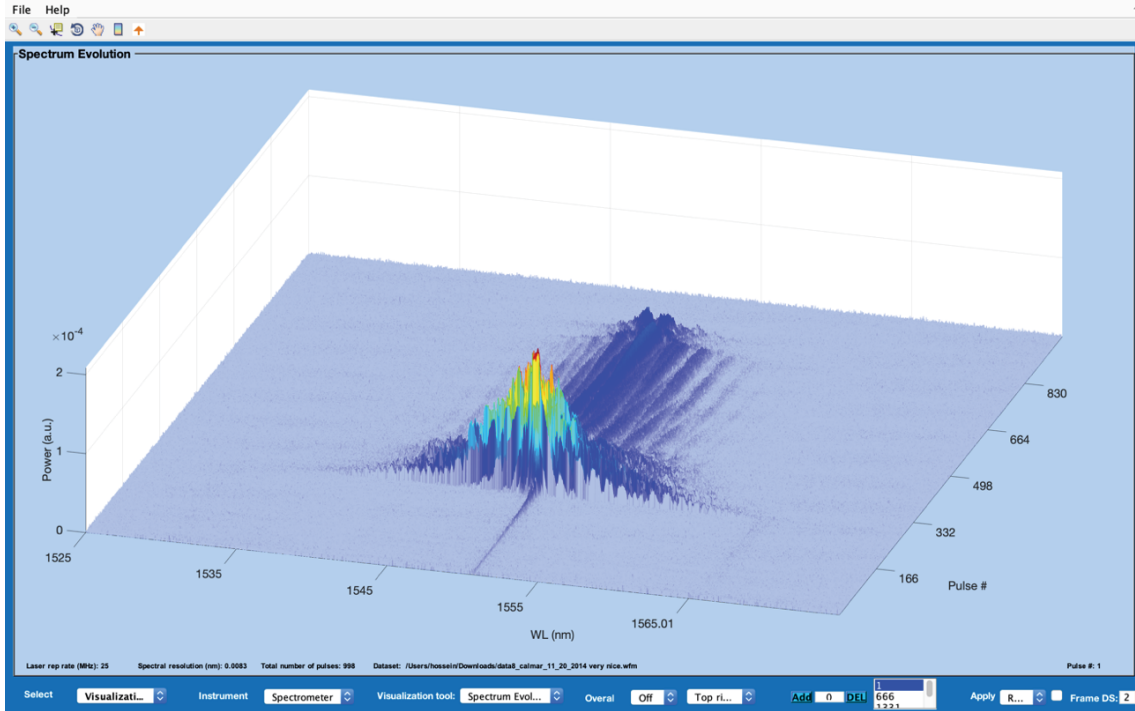 File Help
Spectrum Evolution
×10-4
2
1
0
Power (a.u.)
1525
1535
1545
1555
1565.01
WL (nm)
830
664
498
332
166
Pulse #
Laser rep rate (MHz): 25 Spectral resolution (nm): 0.0083 Total number of pulses: 998 Dataset: /Users/hossein/Downloads/data8_calmar_11_20_2014 very nice.wfm Pulse #: 1
Select Visualizati... Instrument Spectrometer Visualization tool: Spectrum Evol... Overal Off Top ri... Add 0 DEL 1 Apply R... Frame DS: 2
666
1331